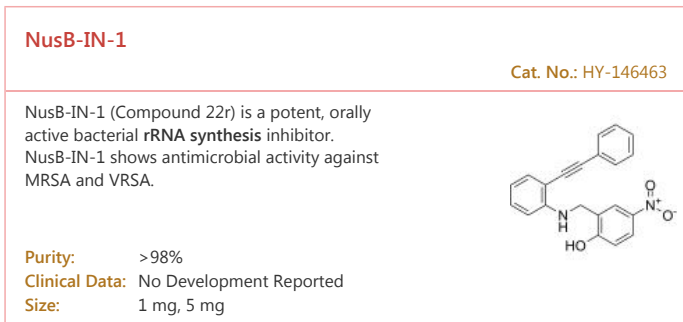 NusB-IN-1
Cat. No.: HY-146463
NusB-IN-1 (Compound 22r) is a potent, orally
active bacterial rRNA synthesis inhibitor.
NusB-IN-1 shows antimicrobial activity against
MRSA and VRSA.
O
N+
O-
N
H
HO
Purity: >98%
Clinical Data: No Development Reported
Size: 1 mg, 5 mg